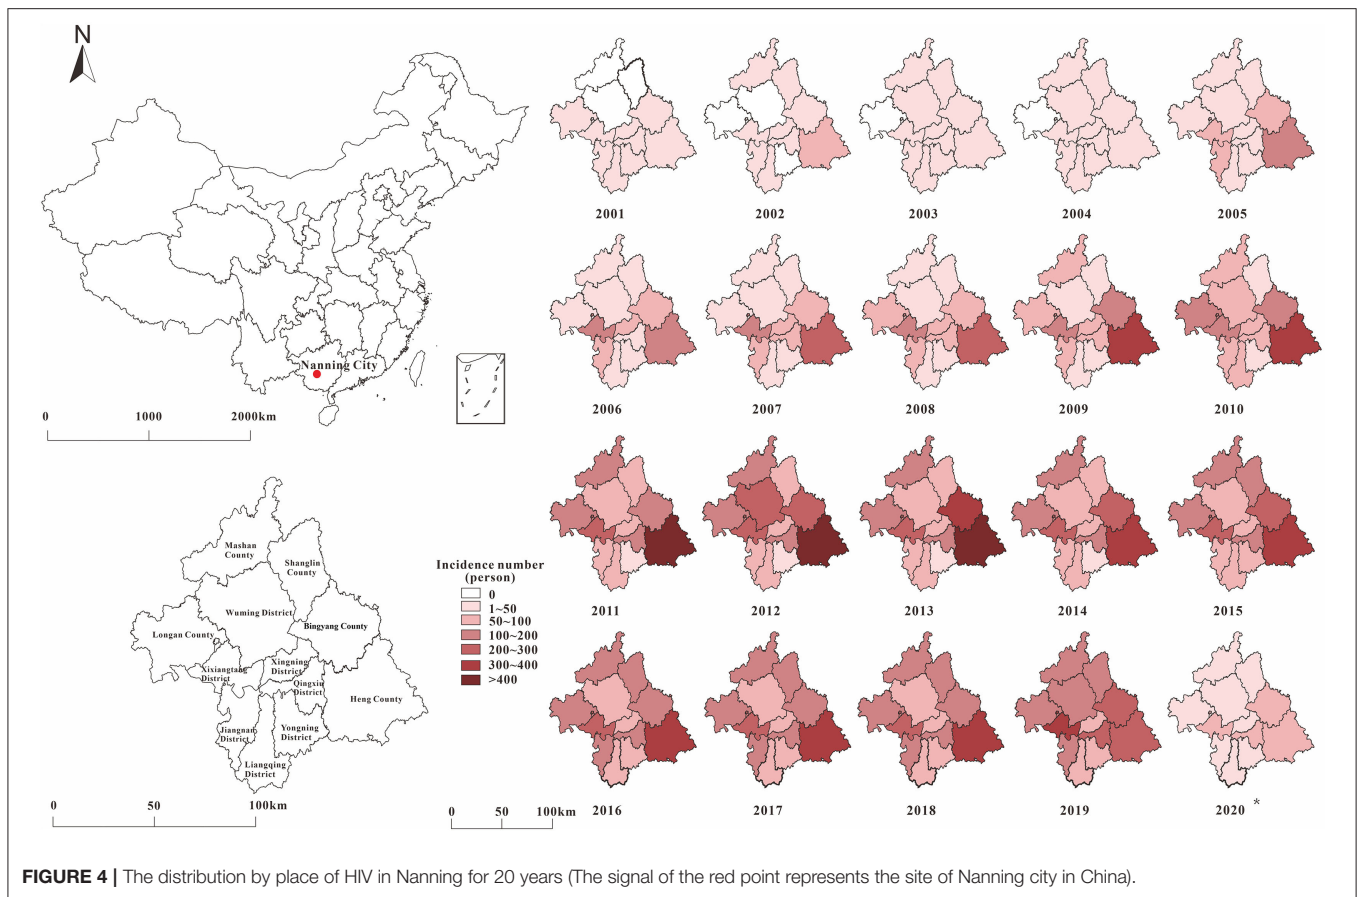 N
Nanning City
0 1000 2000km
Mashan
County
Shanglin
County
Wuming District
Bingyang County
Longan County
Xixiangtang
District
Xingning
District
Qingxiu
District
Heng County
Jiangnan
District
Yongning
District
Liangqing
District
0 50 100km
Incidence number
(person)
0
1~50
50~100
100~200
200~300
300~400
>400
0 50 100km
2001 2002 2003 2004 2005
2006 2007 2008 2009 2010
2011 2012 2013 2014 2015
2016 2017 2018 2019 2020 *
FIGURE 4 | The distribution by place of HIV in Nanning for 20 years (The signal of the red point represents the site of Nanning city in China).